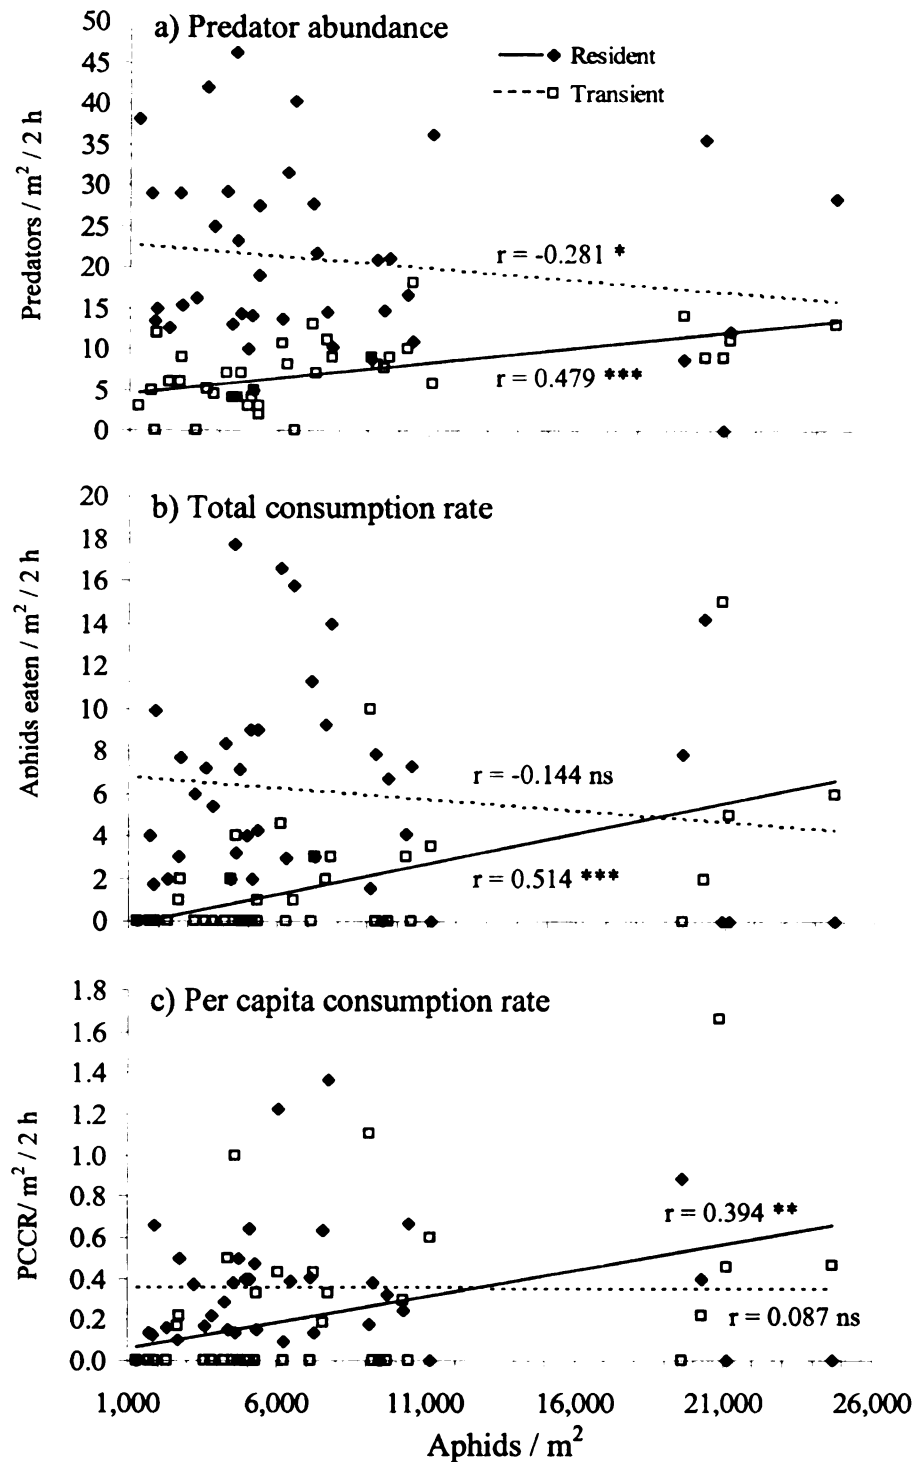 a) Predator abundance
Resident
Transient
50
45
40
35
30
25
20
15
10
5
0
Predators / m² / 2 h
r = -0.281 *
r = 0.479 ***
b) Total consumption rate
20
18
16
14
12
10
8
6
4
2
0
Aphids eaten / m² / 2 h
r = -0.144 ns
r = 0.514 ***
c) Per capita consumption rate
1.8
1.6
1.4
1.2
1.0
0.8
0.6
0.4
0.2
0.0
PCCR/ m² / 2 h
r = 0.394 **
r = 0.087 ns
1,000 6,000 11,000 16,000 21,000 26,000
Aphids / m²